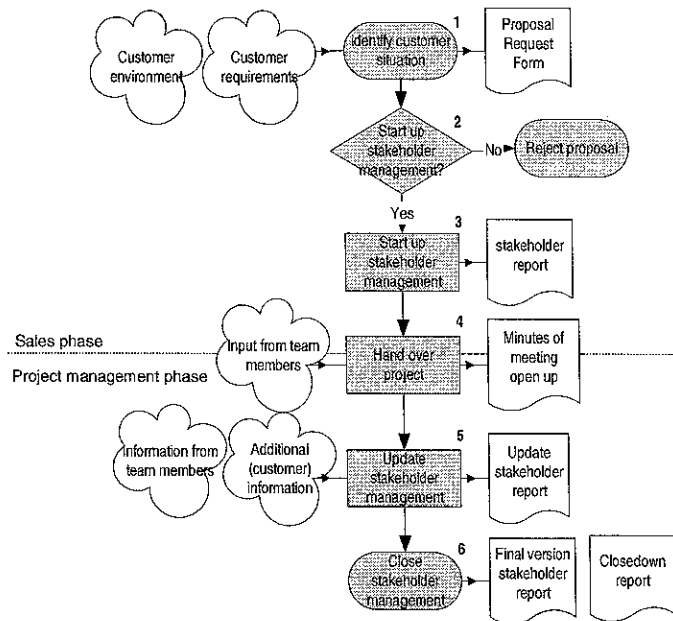 1
Customer
environment
Customer
requirements
Identify customer
situation
Proposal
Request
Form
2
Start up
stakeholder
management?
No
Reject proposal
Yes
3
Start up
stakeholder
management
stakeholder
report
4
Sales phase
Project management phase
Input from team
members
Hand over
project
Minutes of
meeting
open up
5
Information from
team members
Additional
(customer)
information
Update
stakeholder
management
Update
stakeholder
report
6
Close
stakeholder
management
Final version
stakeholder
report
Closedown
report